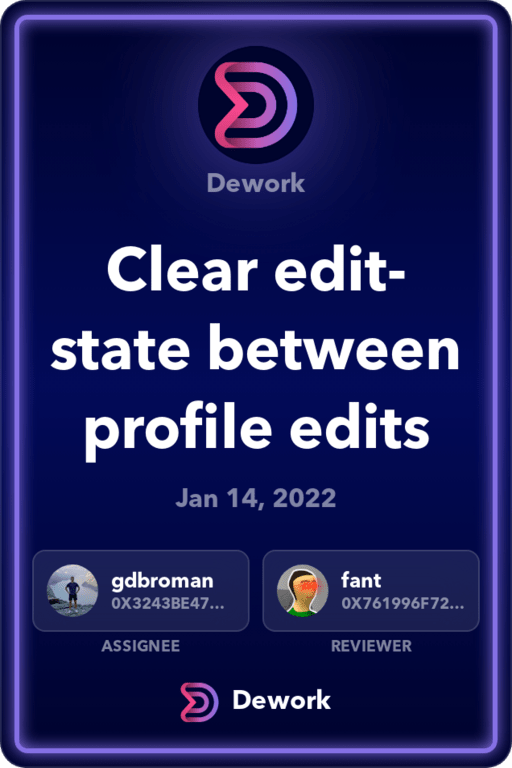 Dework
Clear edit-
state between
profile edits
Jan 14, 2022
gdbroman
0X3243BE47...
fant
0X761996F72...
ASSIGNEE
REVIEWER
Dework